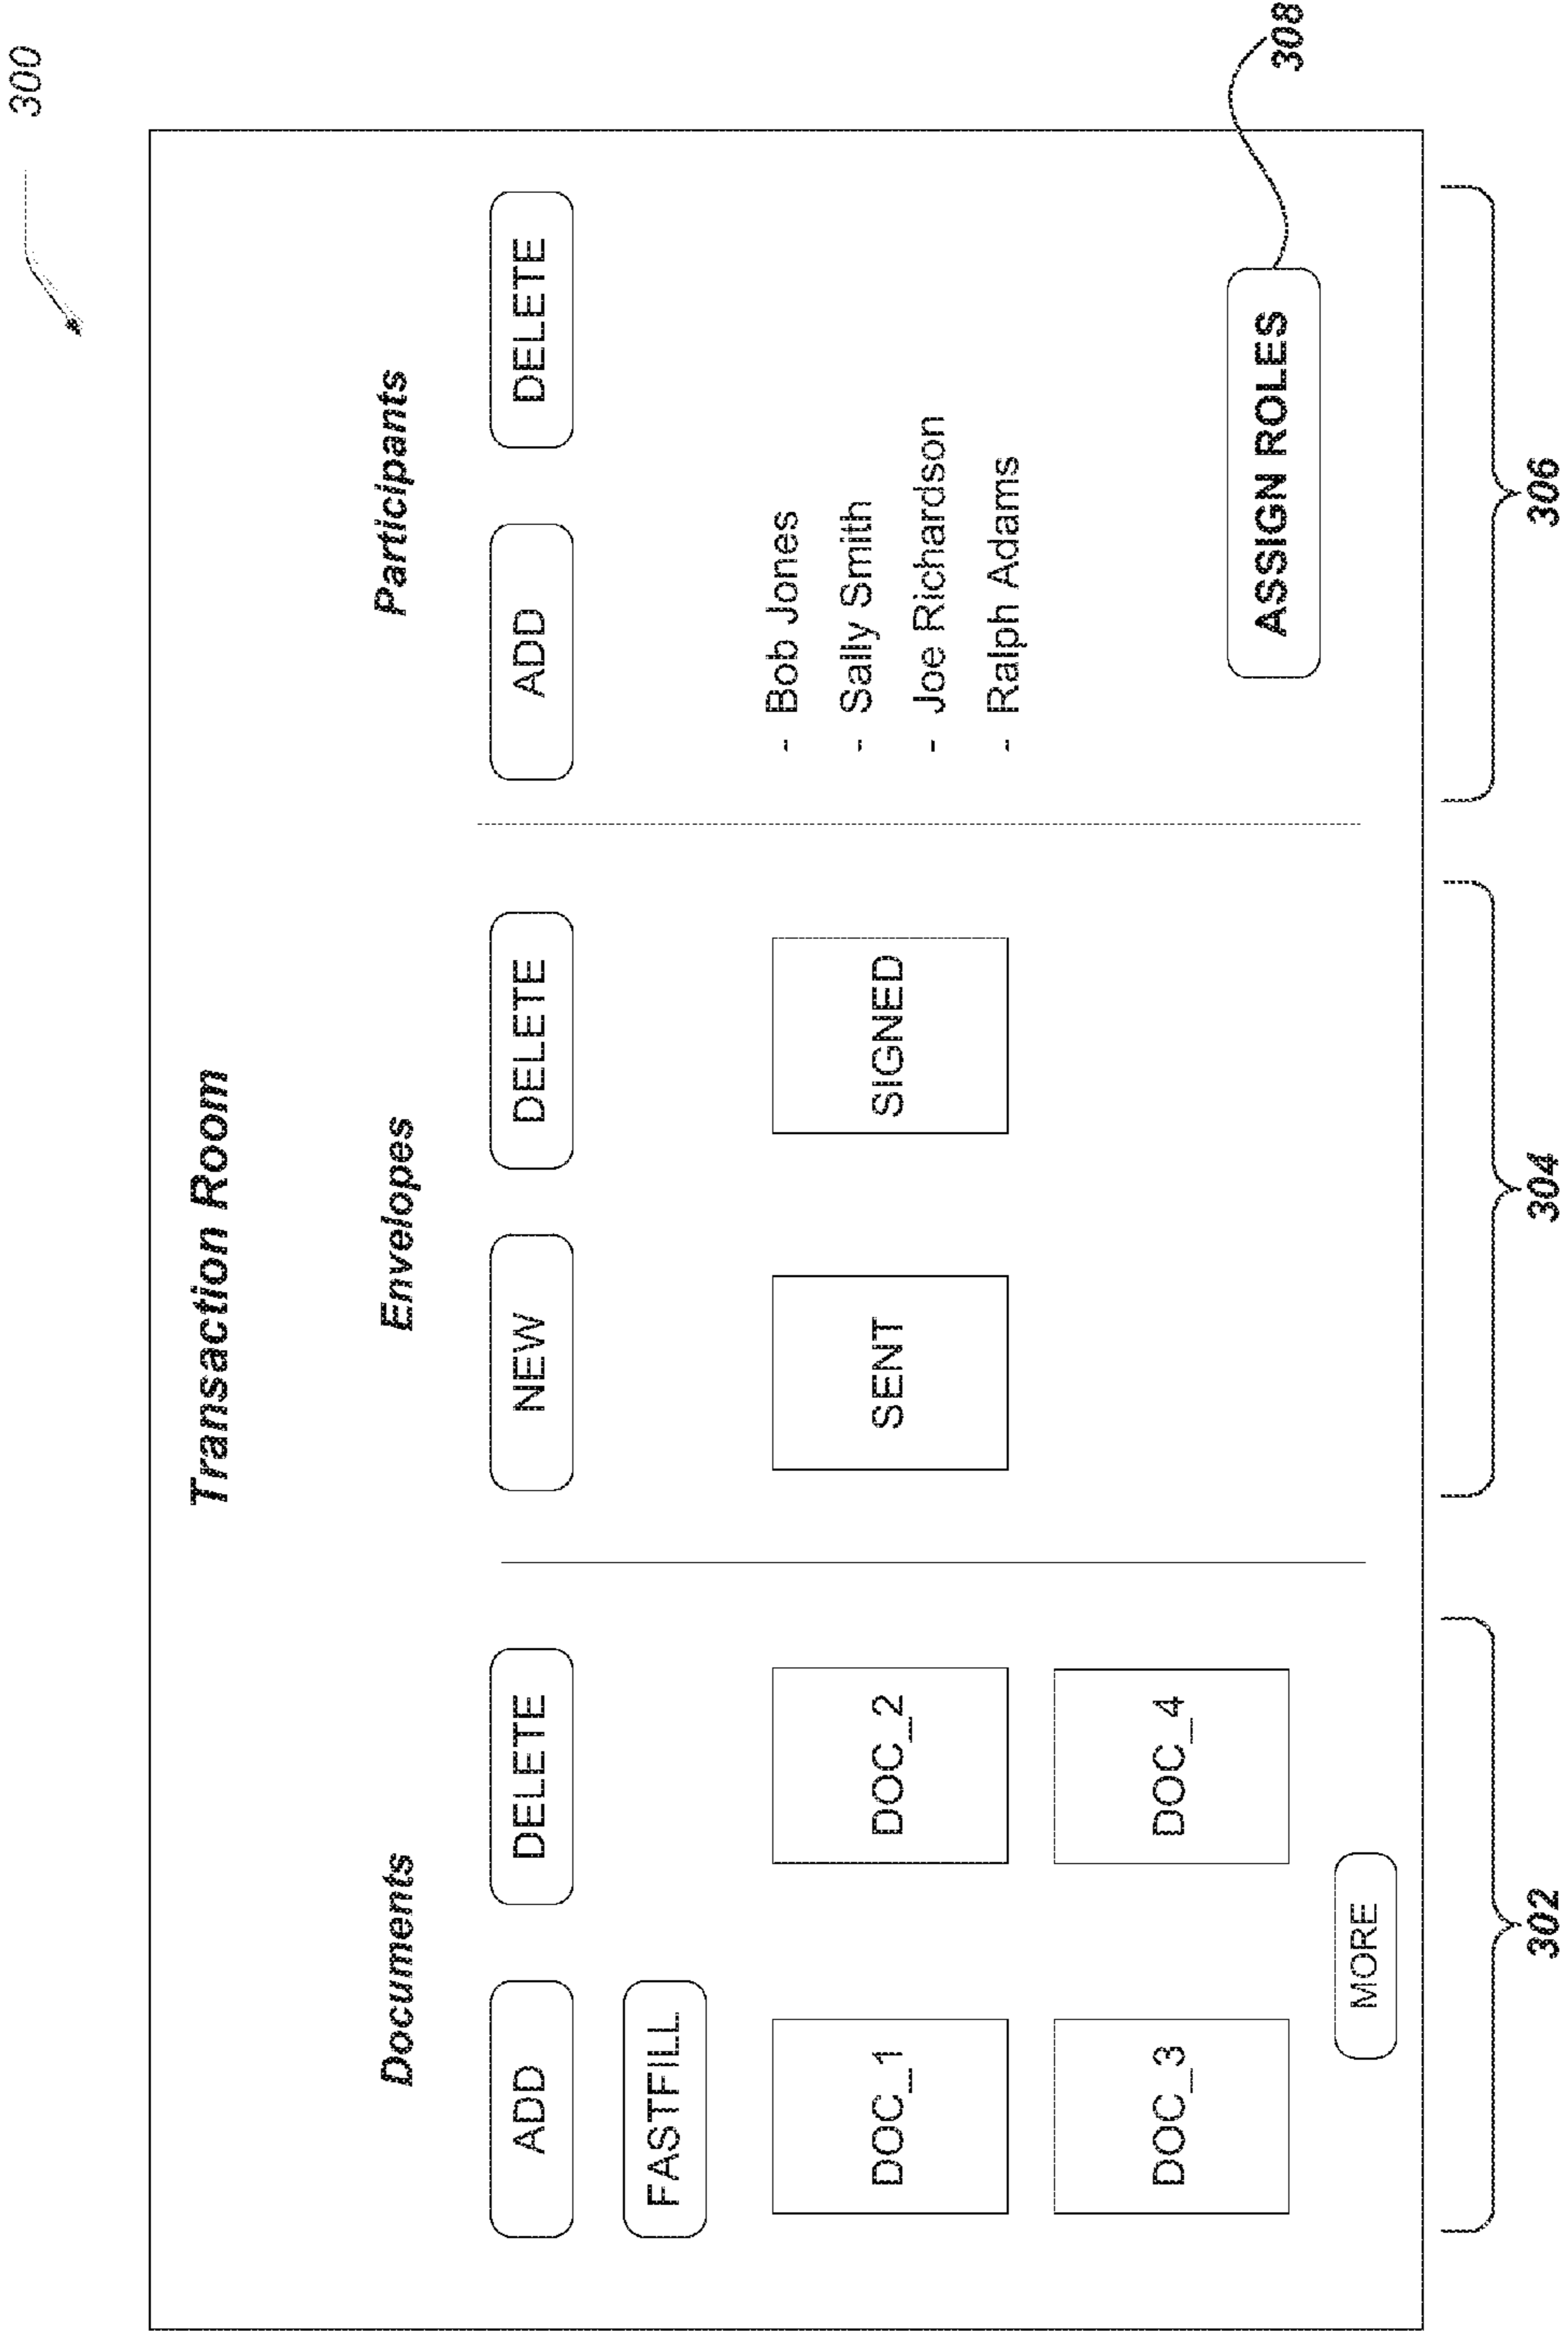 300
Transaction Room
Documents
ADD
DELETE
FASTFILL
DOC_1
DOC_2
DOC_3
DOC_4
MORE
302
Envelopes
NEW
DELETE
SENT
SIGNED
304
Participants
ADD
DELETE
- Bob Jones
- Sally Smith
- Joe Richardson
- Ralph Adams
ASSIGN ROLES
308
306